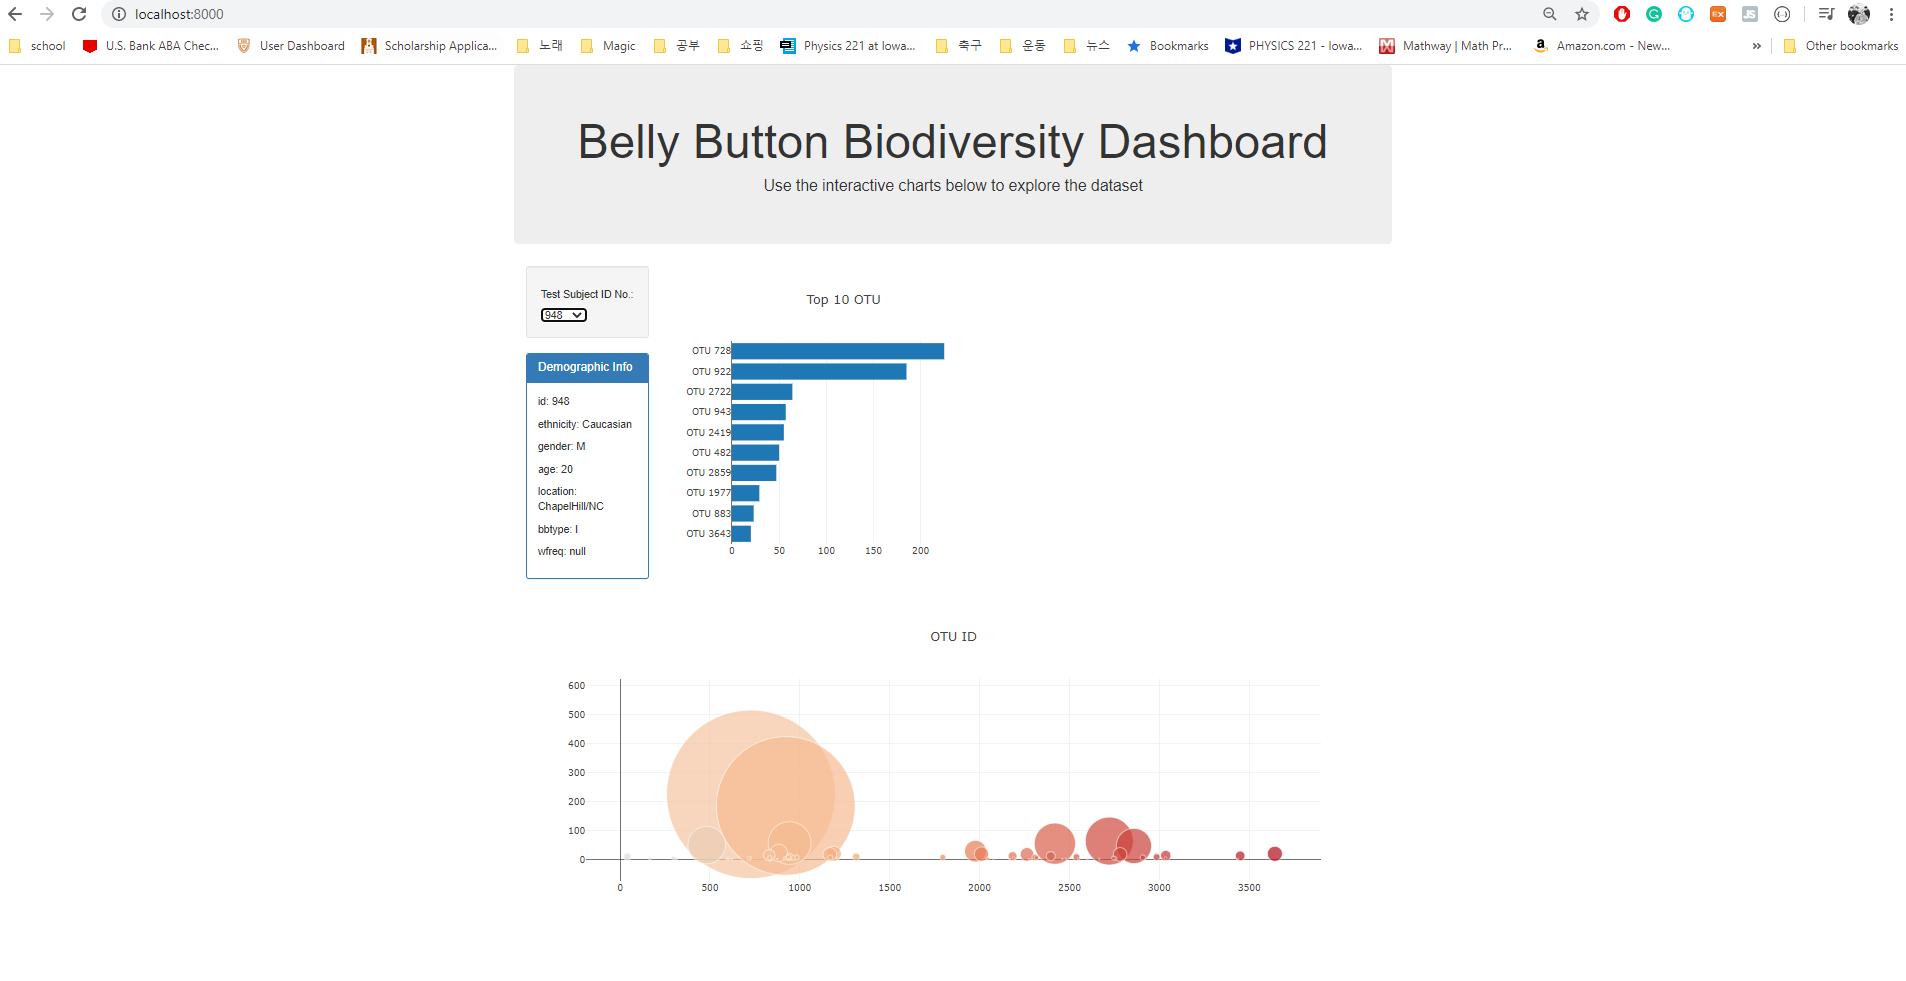 localhost:8000
school U.S. Bank ABA Chec... User Dashboard Scholarship Applica... 노래 Magic 공부 쇼핑 Physics 221 at Iowa... 축구 운동 뉴스 Bookmarks PHYSICS 221 - Iowa... Mathway | Math Pr... Amazon.com - New... » Other bookmarks
Belly Button Biodiversity Dashboard
Use the interactive charts below to explore the dataset
Test Subject ID No.:
948
Demographic Info
id: 948
ethnicity: Caucasian
gender: M
age: 20
location:
ChapelHill/NC
bbtype: I
wfreq: null
Top 10 OTU
OTU 728
OTU 922
OTU 2722
OTU 943
OTU 2419
OTU 482
OTU 2859
OTU 1977
OTU 883
OTU 3643
0 50 100 150 200
OTU ID
600
500
400
300
200
100
0
0 500 1000 1500 2000 2500 3000 3500